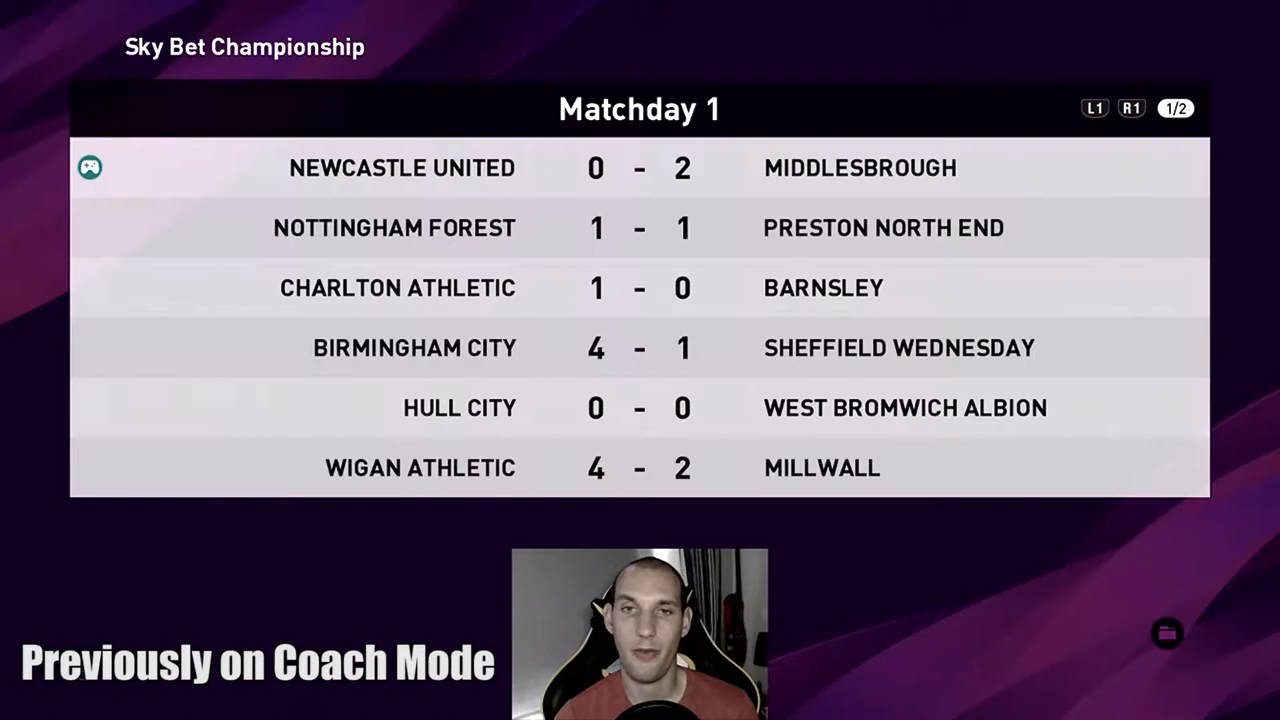 Sky Bet Championship
Matchday 1 L1 R1 1/2
NEWCASTLE UNITED 0 - 2 MIDDLESBROUGH
NOTTINGHAM FOREST 1 - 1 PRESTON NORTH END
CHARLTON ATHLETIC 1 - 0 BARNSLEY
BIRMINGHAM CITY 4 - 1 SHEFFIELD WEDNESDAY
HULL CITY 0 - 0 WEST BROMWICH ALBION
WIGAN ATHLETIC 4 - 2 MILLWALL
Previously on Coach Mode